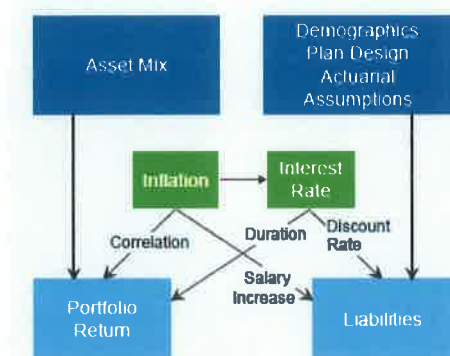 Asset Mix
Demographics
Plan Design
Actuarial
Assumptions
Inflation
Interest
Rate
Correlation
Duration
Discount
Rate
Salary
Increase
Portfolio
Return
Liabilities